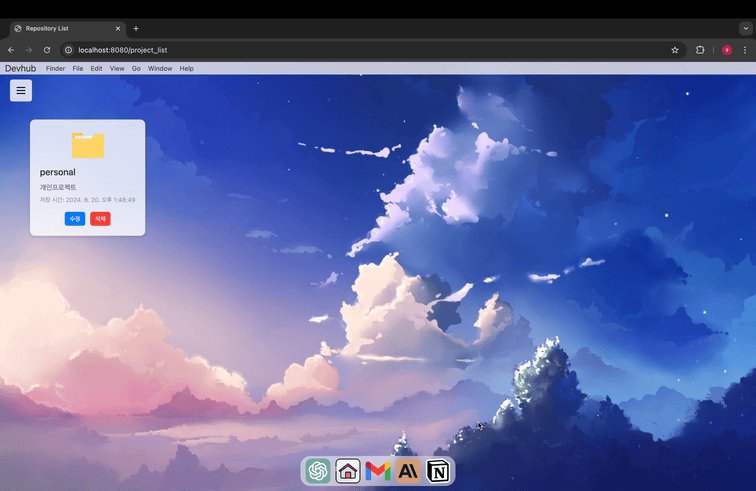 Repository List
localhost:8080/project_list
Devhub Finder File Edit View Go Window Help
personal
개인프로젝트
저장 시간: 2024. 8. 20. 오후 1:48:49
수정 삭제